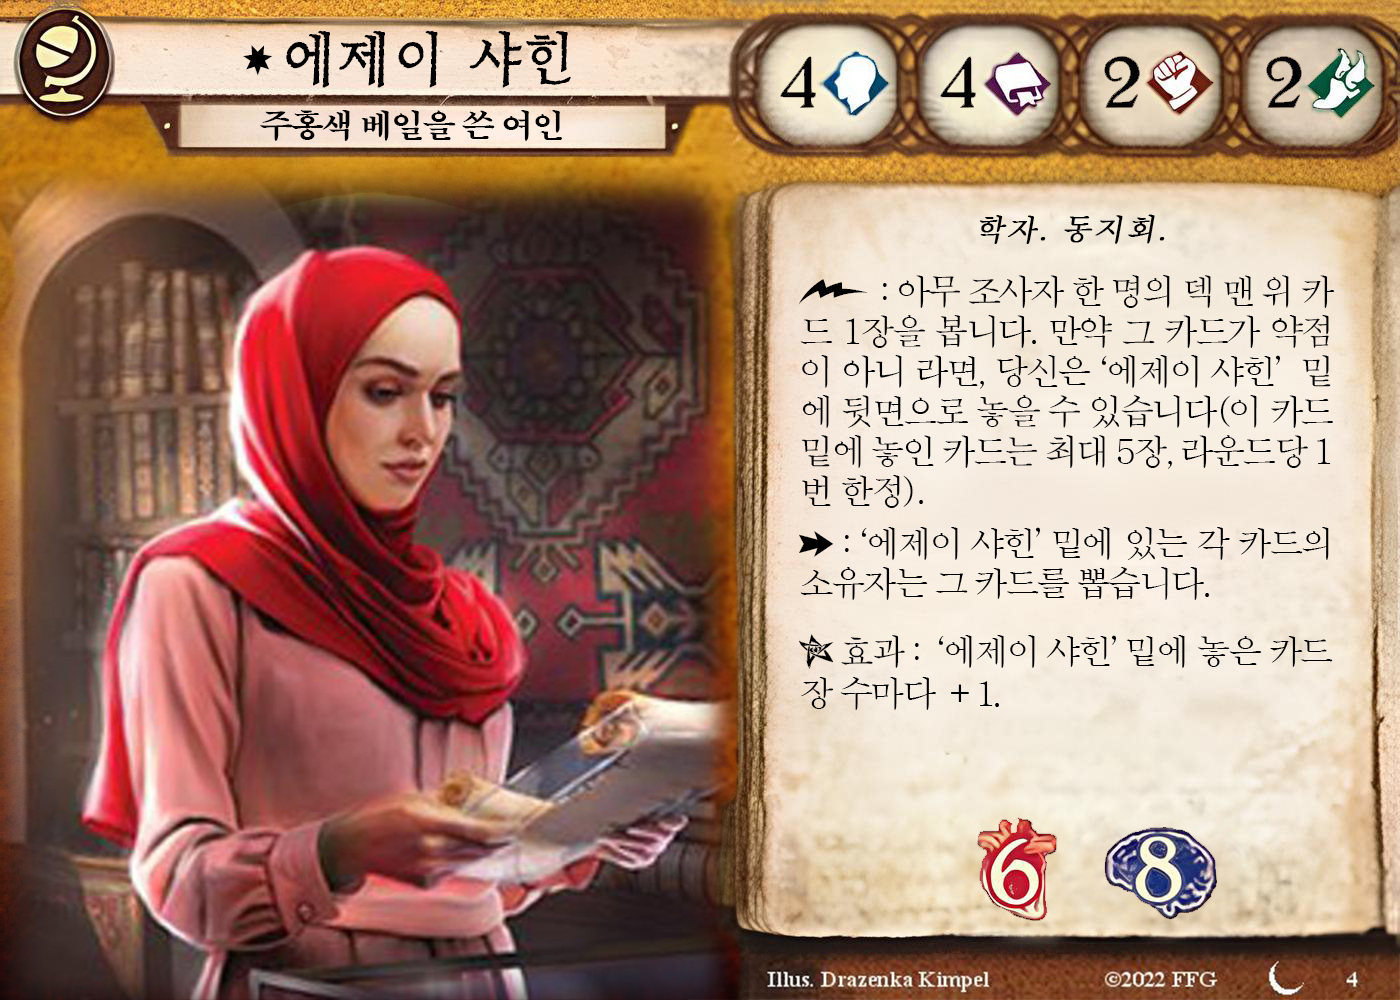 에제이 샤힌
4 4 2 2
주홍색 베일을 쓴 여인
학자. 동지회.
: 아무 조사자 한 명의 덱 맨 위 카
드 1장을 봅니다. 만약 그 카드가 약점
이 아니 라면, 당신은 ‘에제이 샤힌’ 밑
에 뒷면으로 놓을 수 있습니다(이 카드
밑에 놓인 카드는 최대 5장, 라운드당 1
번 한정).
: ‘에제이 샤힌’ 밑에 있는 각 카드의
소유자는 그 카드를 뽑습니다.
효과 : ‘에제이 샤힌’ 밑에 놓은 카드
장 수마다 +1.
6 8
Illus. Drazenka Kimpel ©2022 FFG 4